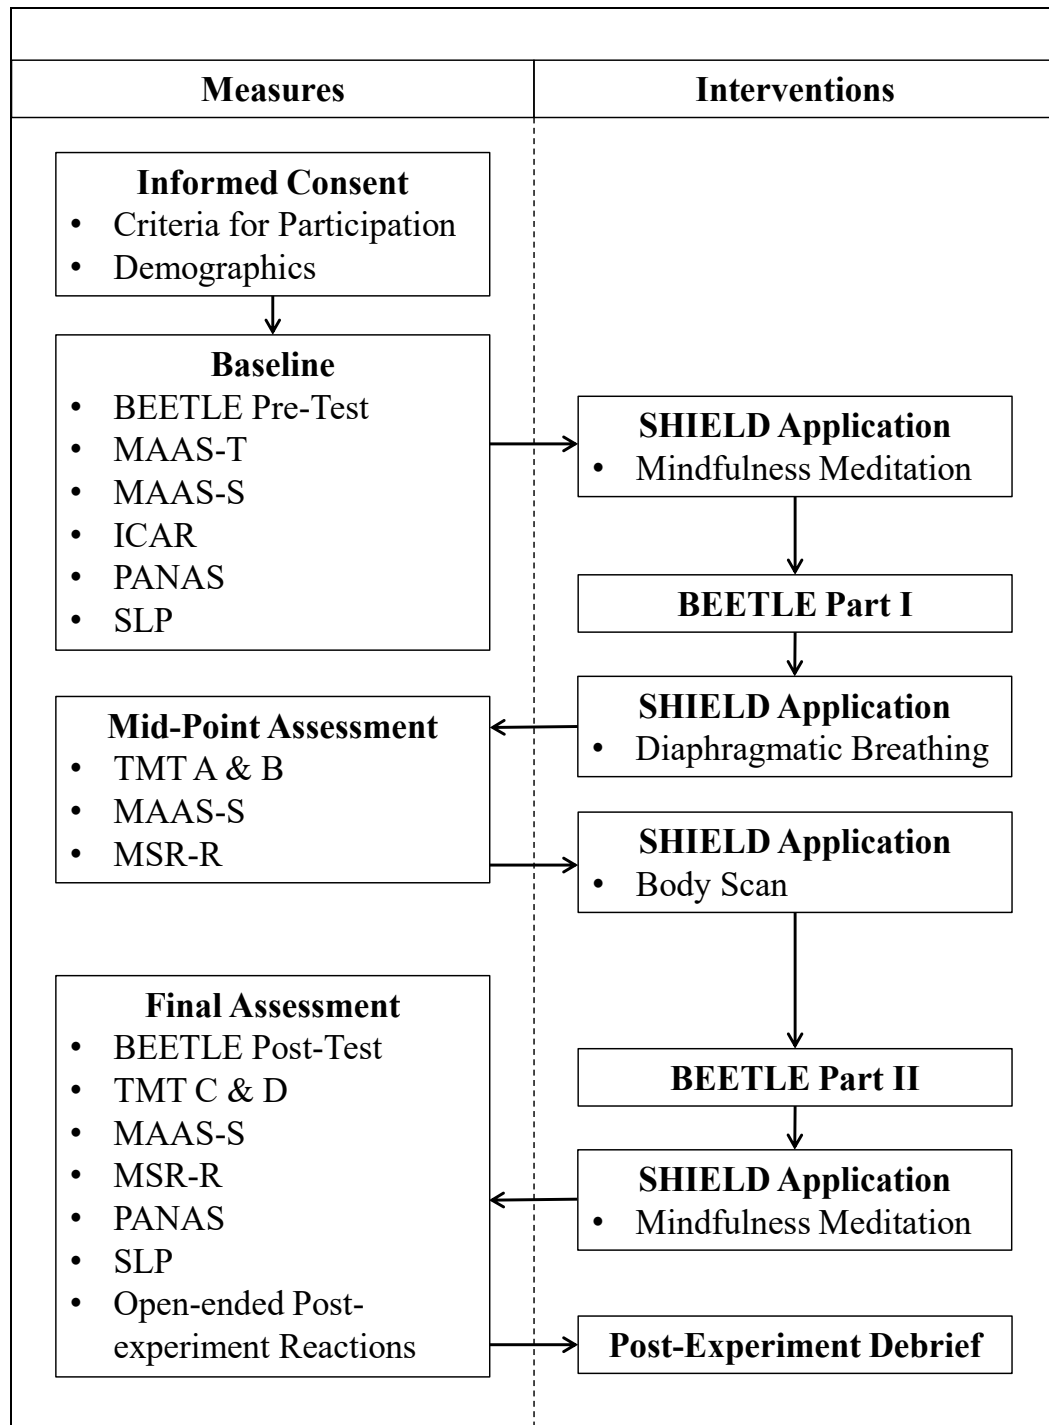 Measures
Interventions
Informed Consent
• Criteria for Participation
• Demographics
Baseline
• BEETLE Pre-Test
• MAAS-T
• MAAS-S
• ICAR
• PANAS
• SLP
SHIELD Application
• Mindfulness Meditation
BEETLE Part I
SHIELD Application
• Diaphragmatic Breathing
Mid-Point Assessment
• TMT A & B
• MAAS-S
• MSR-R
SHIELD Application
• Body Scan
BEETLE Part II
SHIELD Application
• Mindfulness Meditation
Final Assessment
• BEETLE Post-Test
• TMT C & D
• MAAS-S
• MSR-R
• PANAS
• SLP
• Open-ended Post-
experiment Reactions
Post-Experiment Debrief